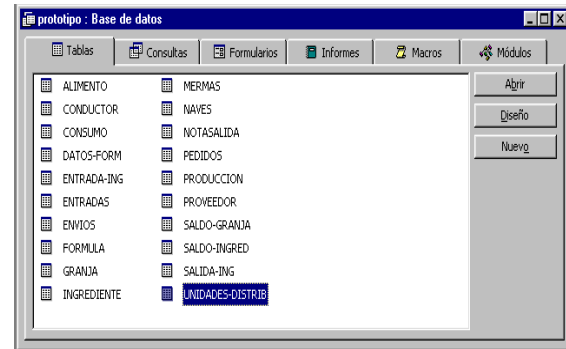 prototipo : Base de datos
Tablas Consultas Formularios Informes Macros Módulos
ALIMENTO MERMAS Abrir
CONDUCTOR NAVES
CONSUMO NOTASALIDA Diseño
DATOS-FORM PEDIDOS Nuevo
ENTRADA-ING PRODUCCION
ENTRADAS PROVEEDOR
ENVIOS SALDO-GRANJA
FORMULA SALDO-INGRED
GRANJA SALIDA-ING
INGREDIENTE UNIDADES-DISTRIB